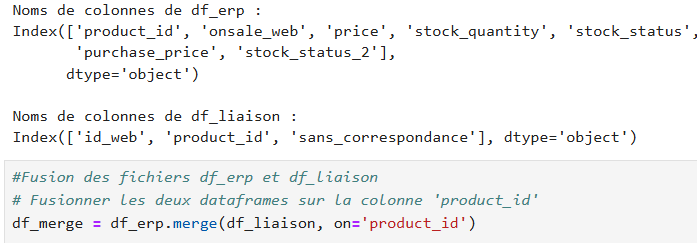 Noms de colonnes de df_erp :
Index(['product_id', 'onsale_web', 'price', 'stock_quantity', 'stock_status',
'purchase_price', 'stock_status_2'],
dtype='object')
Noms de colonnes de df_liaison :
Index(['id_web', 'product_id', 'sans_correspondance'], dtype='object')
#Fusion des fichiers df_erp et df_liaison
# Fusionner les deux dataframes sur la colonne 'product_id'
df_merge = df_erp.merge(df_liaison, on='product_id')